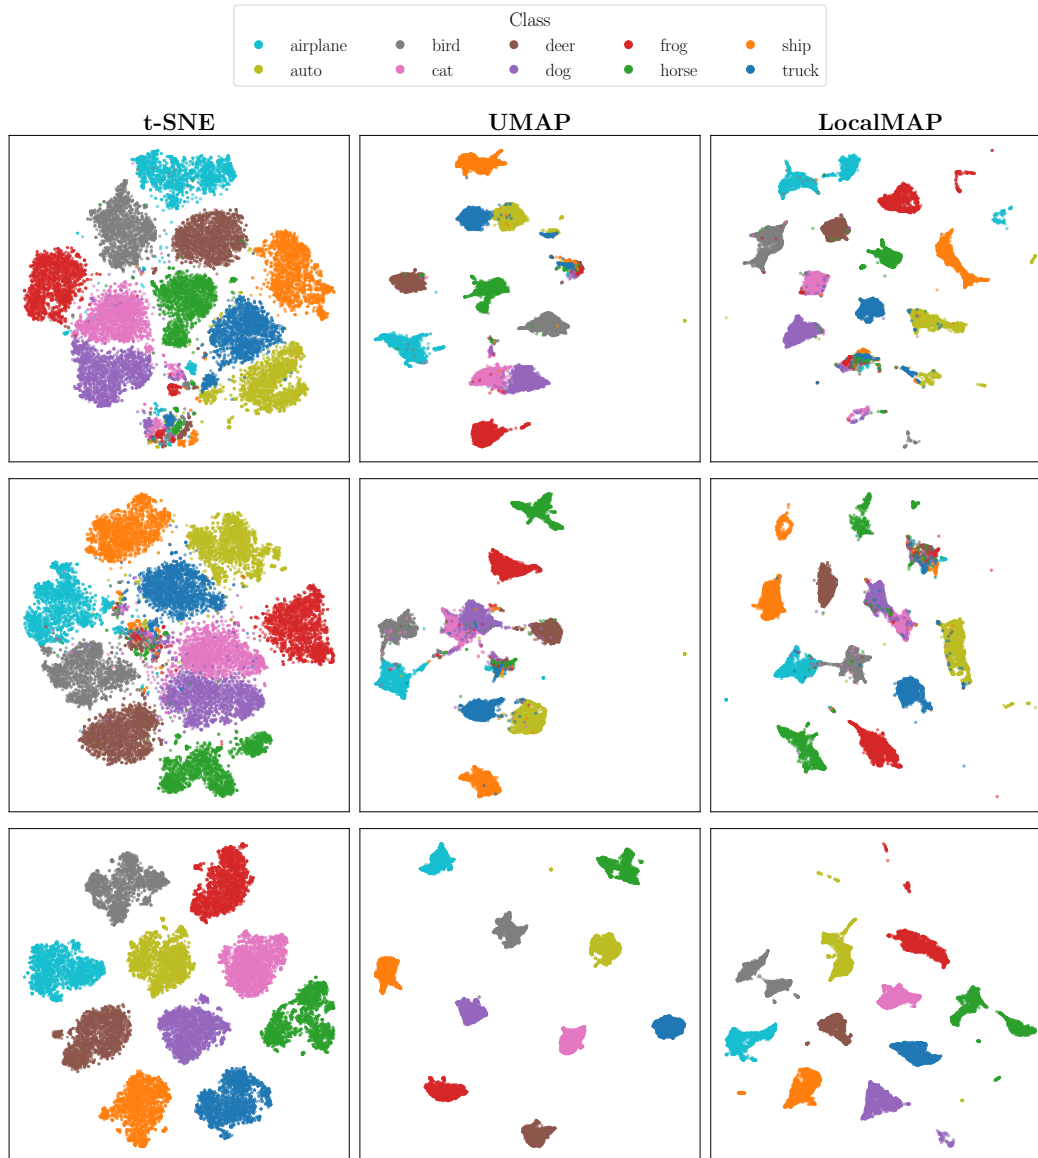 Class
airplane bird deer frog ship
auto cat dog horse truck
t-SNE UMAP LocalMAP